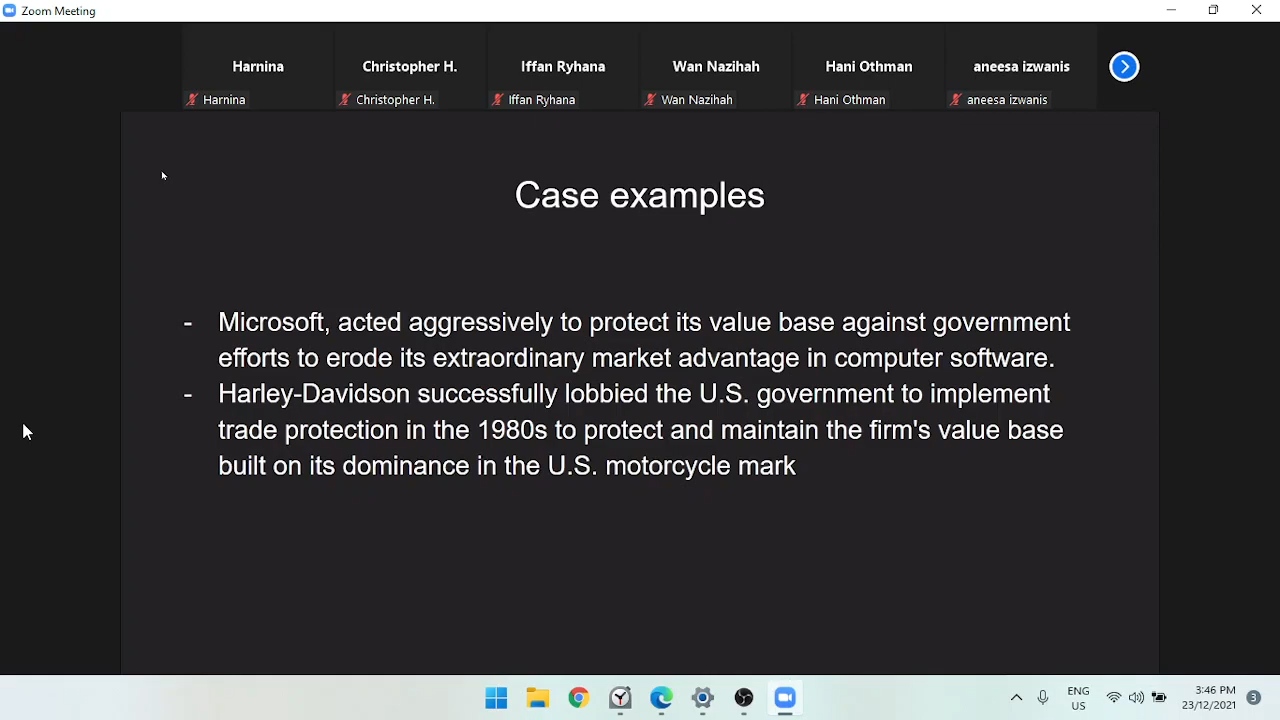 Zoom Meeting
Harnina Christopher H. Iffan Ryhana Wan Nazihah Hani Othman aneesa izwanis
Harnina Christopher H. Iffan Ryhana Wan Nazihah Hani Othman aneesa izwanis
Case examples
- Microsoft, acted aggressively to protect its value base against government
efforts to erode its extraordinary market advantage in computer software.
- Harley-Davidson successfully lobbied the U.S. government to implement
trade protection in the 1980s to protect and maintain the firm's value base
built on its dominance in the U.S. motorcycle mark
ENG 3:46 PM
US 23/12/2021 3